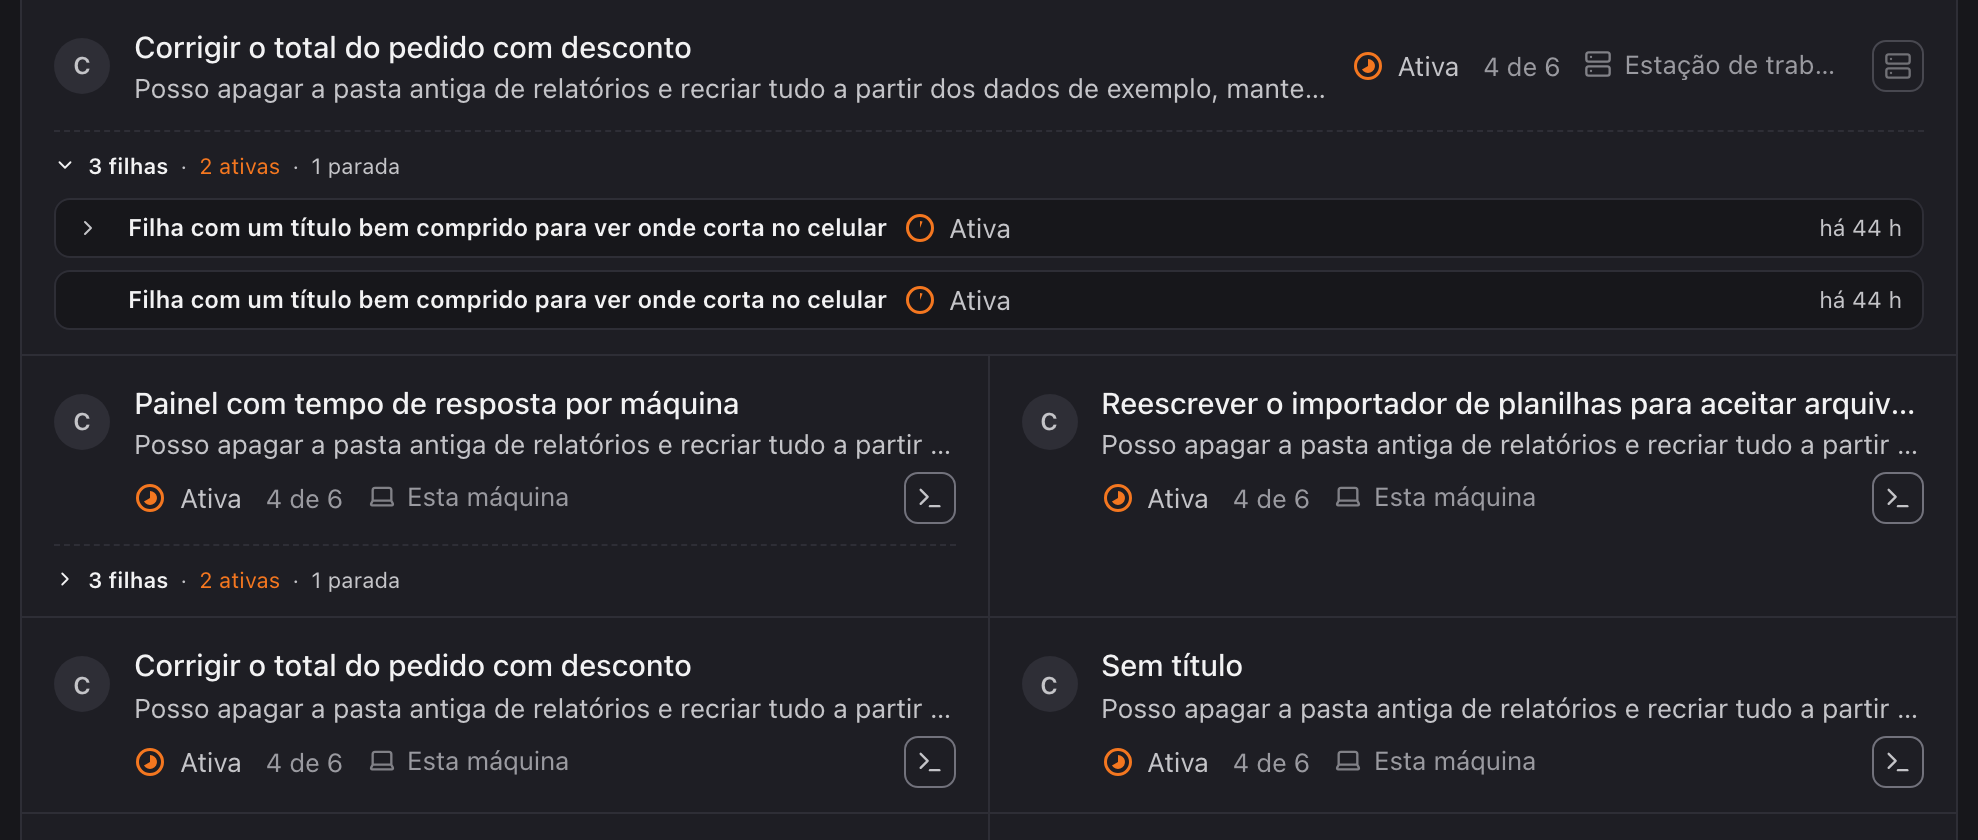 C
Corrigir o total do pedido com desconto
Posso apagar a pasta antiga de relatórios e recriar tudo a partir dos dados de exemplo, mante...
Ativa 4 de 6 Estação de trab...
3 filhas · 2 ativas · 1 parada
Filha com um título bem comprido para ver onde corta no celular Ativa há 44 h
Filha com um título bem comprido para ver onde corta no celular Ativa há 44 h
C
Painel com tempo de resposta por máquina
Posso apagar a pasta antiga de relatórios e recriar tudo a partir ...
Ativa 4 de 6 Esta máquina
3 filhas · 2 ativas · 1 parada
C
Reescrever o importador de planilhas para aceitar arquiv...
Posso apagar a pasta antiga de relatórios e recriar tudo a partir ...
Ativa 4 de 6 Esta máquina
C
Corrigir o total do pedido com desconto
Posso apagar a pasta antiga de relatórios e recriar tudo a partir ...
Ativa 4 de 6 Esta máquina
C
Sem título
Posso apagar a pasta antiga de relatórios e recriar tudo a partir ...
Ativa 4 de 6 Esta máquina